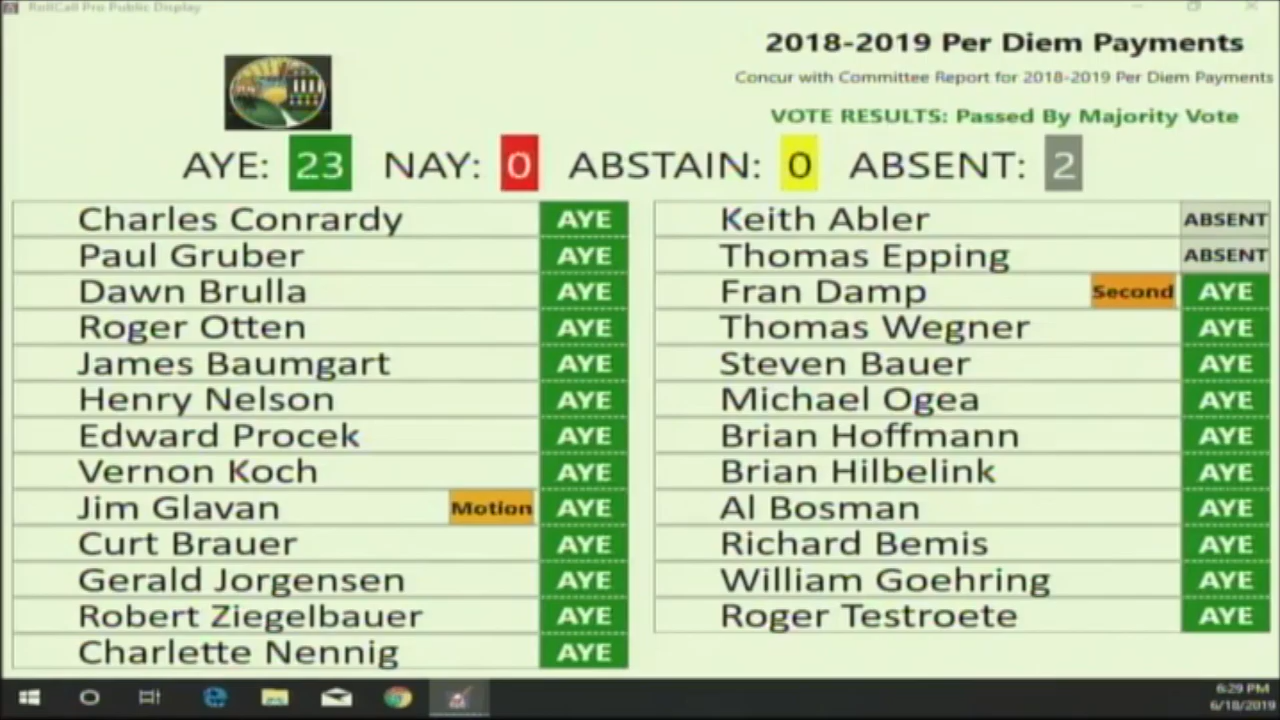 RollCall Pro Public Display
2018-2019 Per Diem Payments
Concur with Committee Report for 2018-2019 Per Diem Payments
VOTE RESULTS: Passed By Majority Vote
AYE: 23 NAY: 0 ABSTAIN: 0 ABSENT: 2
Charles Conrardy AYE
Paul Gruber AYE
Dawn Brulla AYE
Roger Otten AYE
James Baumgart AYE
Henry Nelson AYE
Edward Procek AYE
Vernon Koch AYE
Jim Glavan Motion AYE
Curt Brauer AYE
Gerald Jorgensen AYE
Robert Ziegelbauer AYE
Charlette Nennig AYE
Keith Abler ABSENT
Thomas Epping ABSENT
Fran Damp Second AYE
Thomas Wegner AYE
Steven Bauer AYE
Michael Ogea AYE
Brian Hoffmann AYE
Brian Hilbelink AYE
Al Bosman AYE
Richard Bemis AYE
William Goehring AYE
Roger Testroete AYE
6:29 PM
6/18/2019